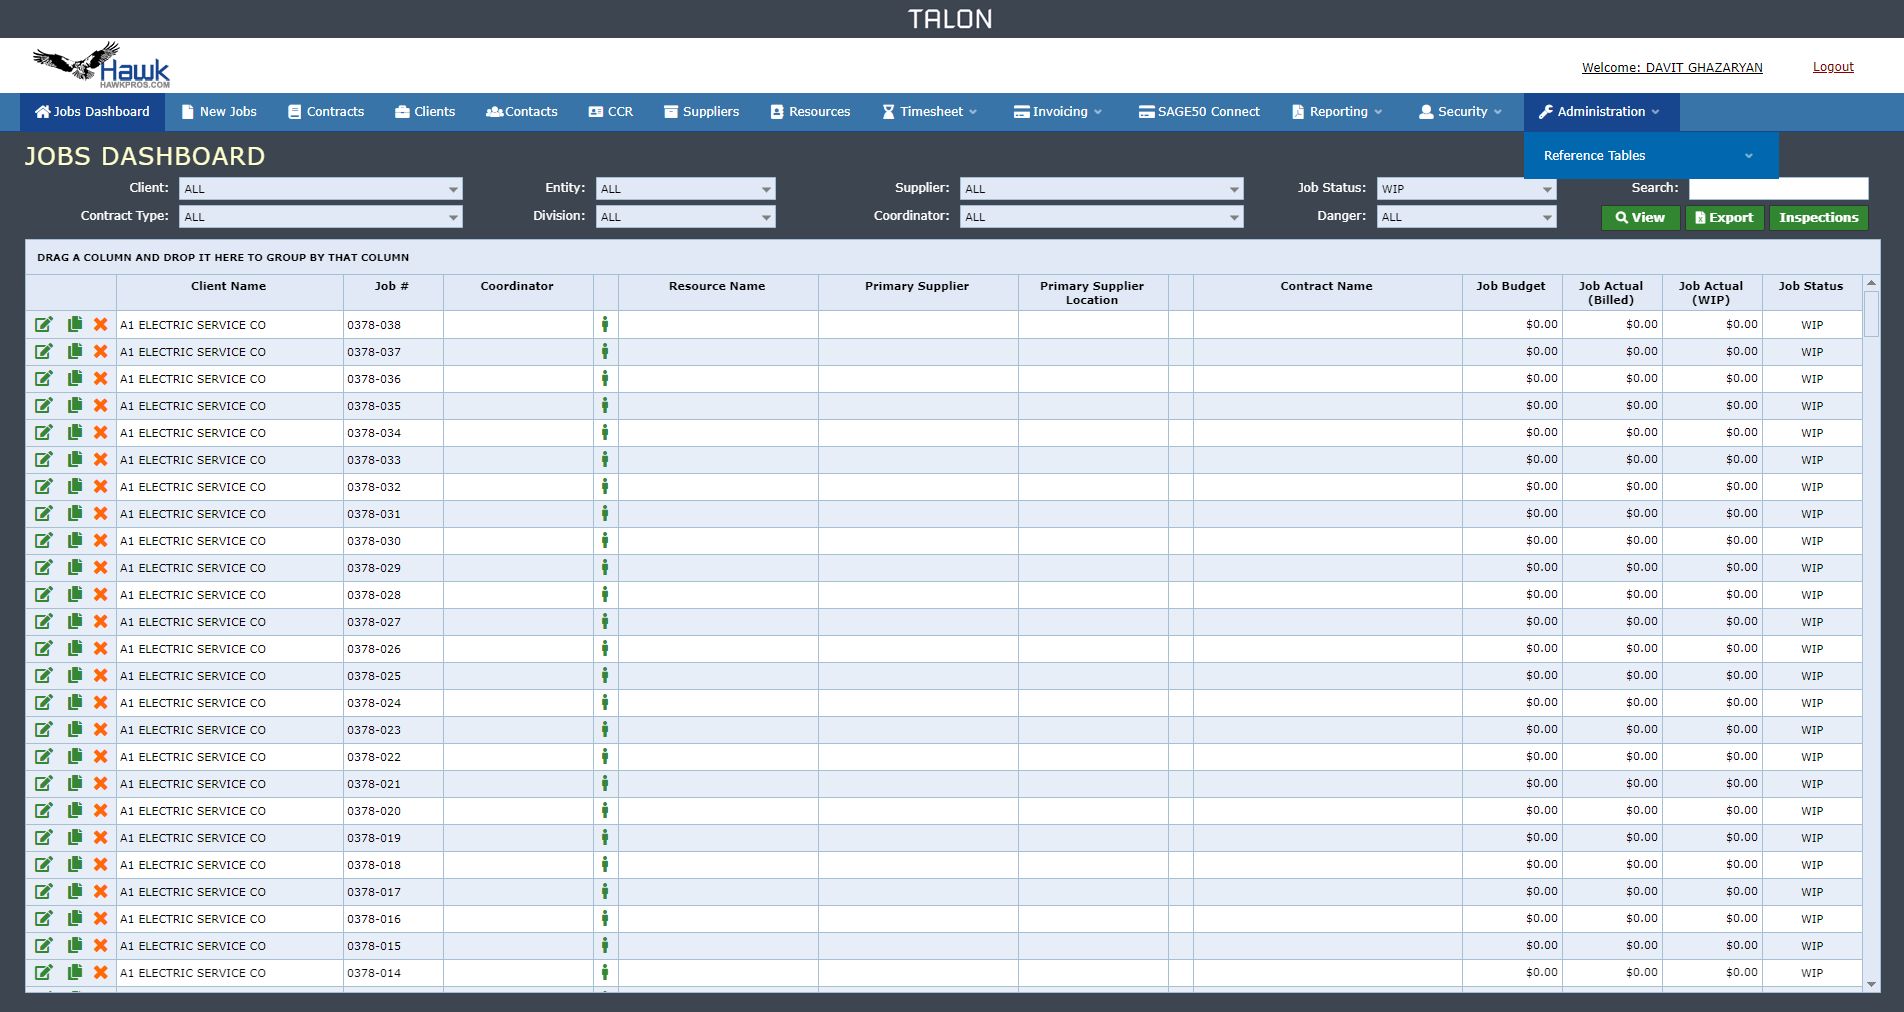 TALON
Hawk
HAWKPROS.COM
Welcome: DAVIT GHAZARYAN
Logout
Jobs Dashboard New Jobs Contracts Clients Contacts CCR Suppliers Resources Timesheet Invoicing SAGE50 Connect Reporting Security Administration
Reference Tables
JOBS DASHBOARD
Client: ALL Entity: ALL Supplier: ALL Job Status: WIP Search:
Contract Type: ALL Division: ALL Coordinator: ALL Danger: ALL View Export Inspections
DRAG A COLUMN AND DROP IT HERE TO GROUP BY THAT COLUMN
Client Name Job # Coordinator Resource Name Primary Supplier Primary Supplier Location Contract Name Job Budget Job Actual (Billed) Job Actual (WIP) Job Status
A1 ELECTRIC SERVICE CO 0378-038 $0.00 $0.00 $0.00 WIP
A1 ELECTRIC SERVICE CO 0378-037 $0.00 $0.00 $0.00 WIP
A1 ELECTRIC SERVICE CO 0378-036 $0.00 $0.00 $0.00 WIP
A1 ELECTRIC SERVICE CO 0378-035 $0.00 $0.00 $0.00 WIP
A1 ELECTRIC SERVICE CO 0378-034 $0.00 $0.00 $0.00 WIP
A1 ELECTRIC SERVICE CO 0378-033 $0.00 $0.00 $0.00 WIP
A1 ELECTRIC SERVICE CO 0378-032 $0.00 $0.00 $0.00 WIP
A1 ELECTRIC SERVICE CO 0378-031 $0.00 $0.00 $0.00 WIP
A1 ELECTRIC SERVICE CO 0378-030 $0.00 $0.00 $0.00 WIP
A1 ELECTRIC SERVICE CO 0378-029 $0.00 $0.00 $0.00 WIP
A1 ELECTRIC SERVICE CO 0378-028 $0.00 $0.00 $0.00 WIP
A1 ELECTRIC SERVICE CO 0378-027 $0.00 $0.00 $0.00 WIP
A1 ELECTRIC SERVICE CO 0378-026 $0.00 $0.00 $0.00 WIP
A1 ELECTRIC SERVICE CO 0378-025 $0.00 $0.00 $0.00 WIP
A1 ELECTRIC SERVICE CO 0378-024 $0.00 $0.00 $0.00 WIP
A1 ELECTRIC SERVICE CO 0378-023 $0.00 $0.00 $0.00 WIP
A1 ELECTRIC SERVICE CO 0378-022 $0.00 $0.00 $0.00 WIP
A1 ELECTRIC SERVICE CO 0378-021 $0.00 $0.00 $0.00 WIP
A1 ELECTRIC SERVICE CO 0378-020 $0.00 $0.00 $0.00 WIP
A1 ELECTRIC SERVICE CO 0378-019 $0.00 $0.00 $0.00 WIP
A1 ELECTRIC SERVICE CO 0378-018 $0.00 $0.00 $0.00 WIP
A1 ELECTRIC SERVICE CO 0378-017 $0.00 $0.00 $0.00 WIP
A1 ELECTRIC SERVICE CO 0378-016 $0.00 $0.00 $0.00 WIP
A1 ELECTRIC SERVICE CO 0378-015 $0.00 $0.00 $0.00 WIP
A1 ELECTRIC SERVICE CO 0378-014 $0.00 $0.00 $0.00 WIP